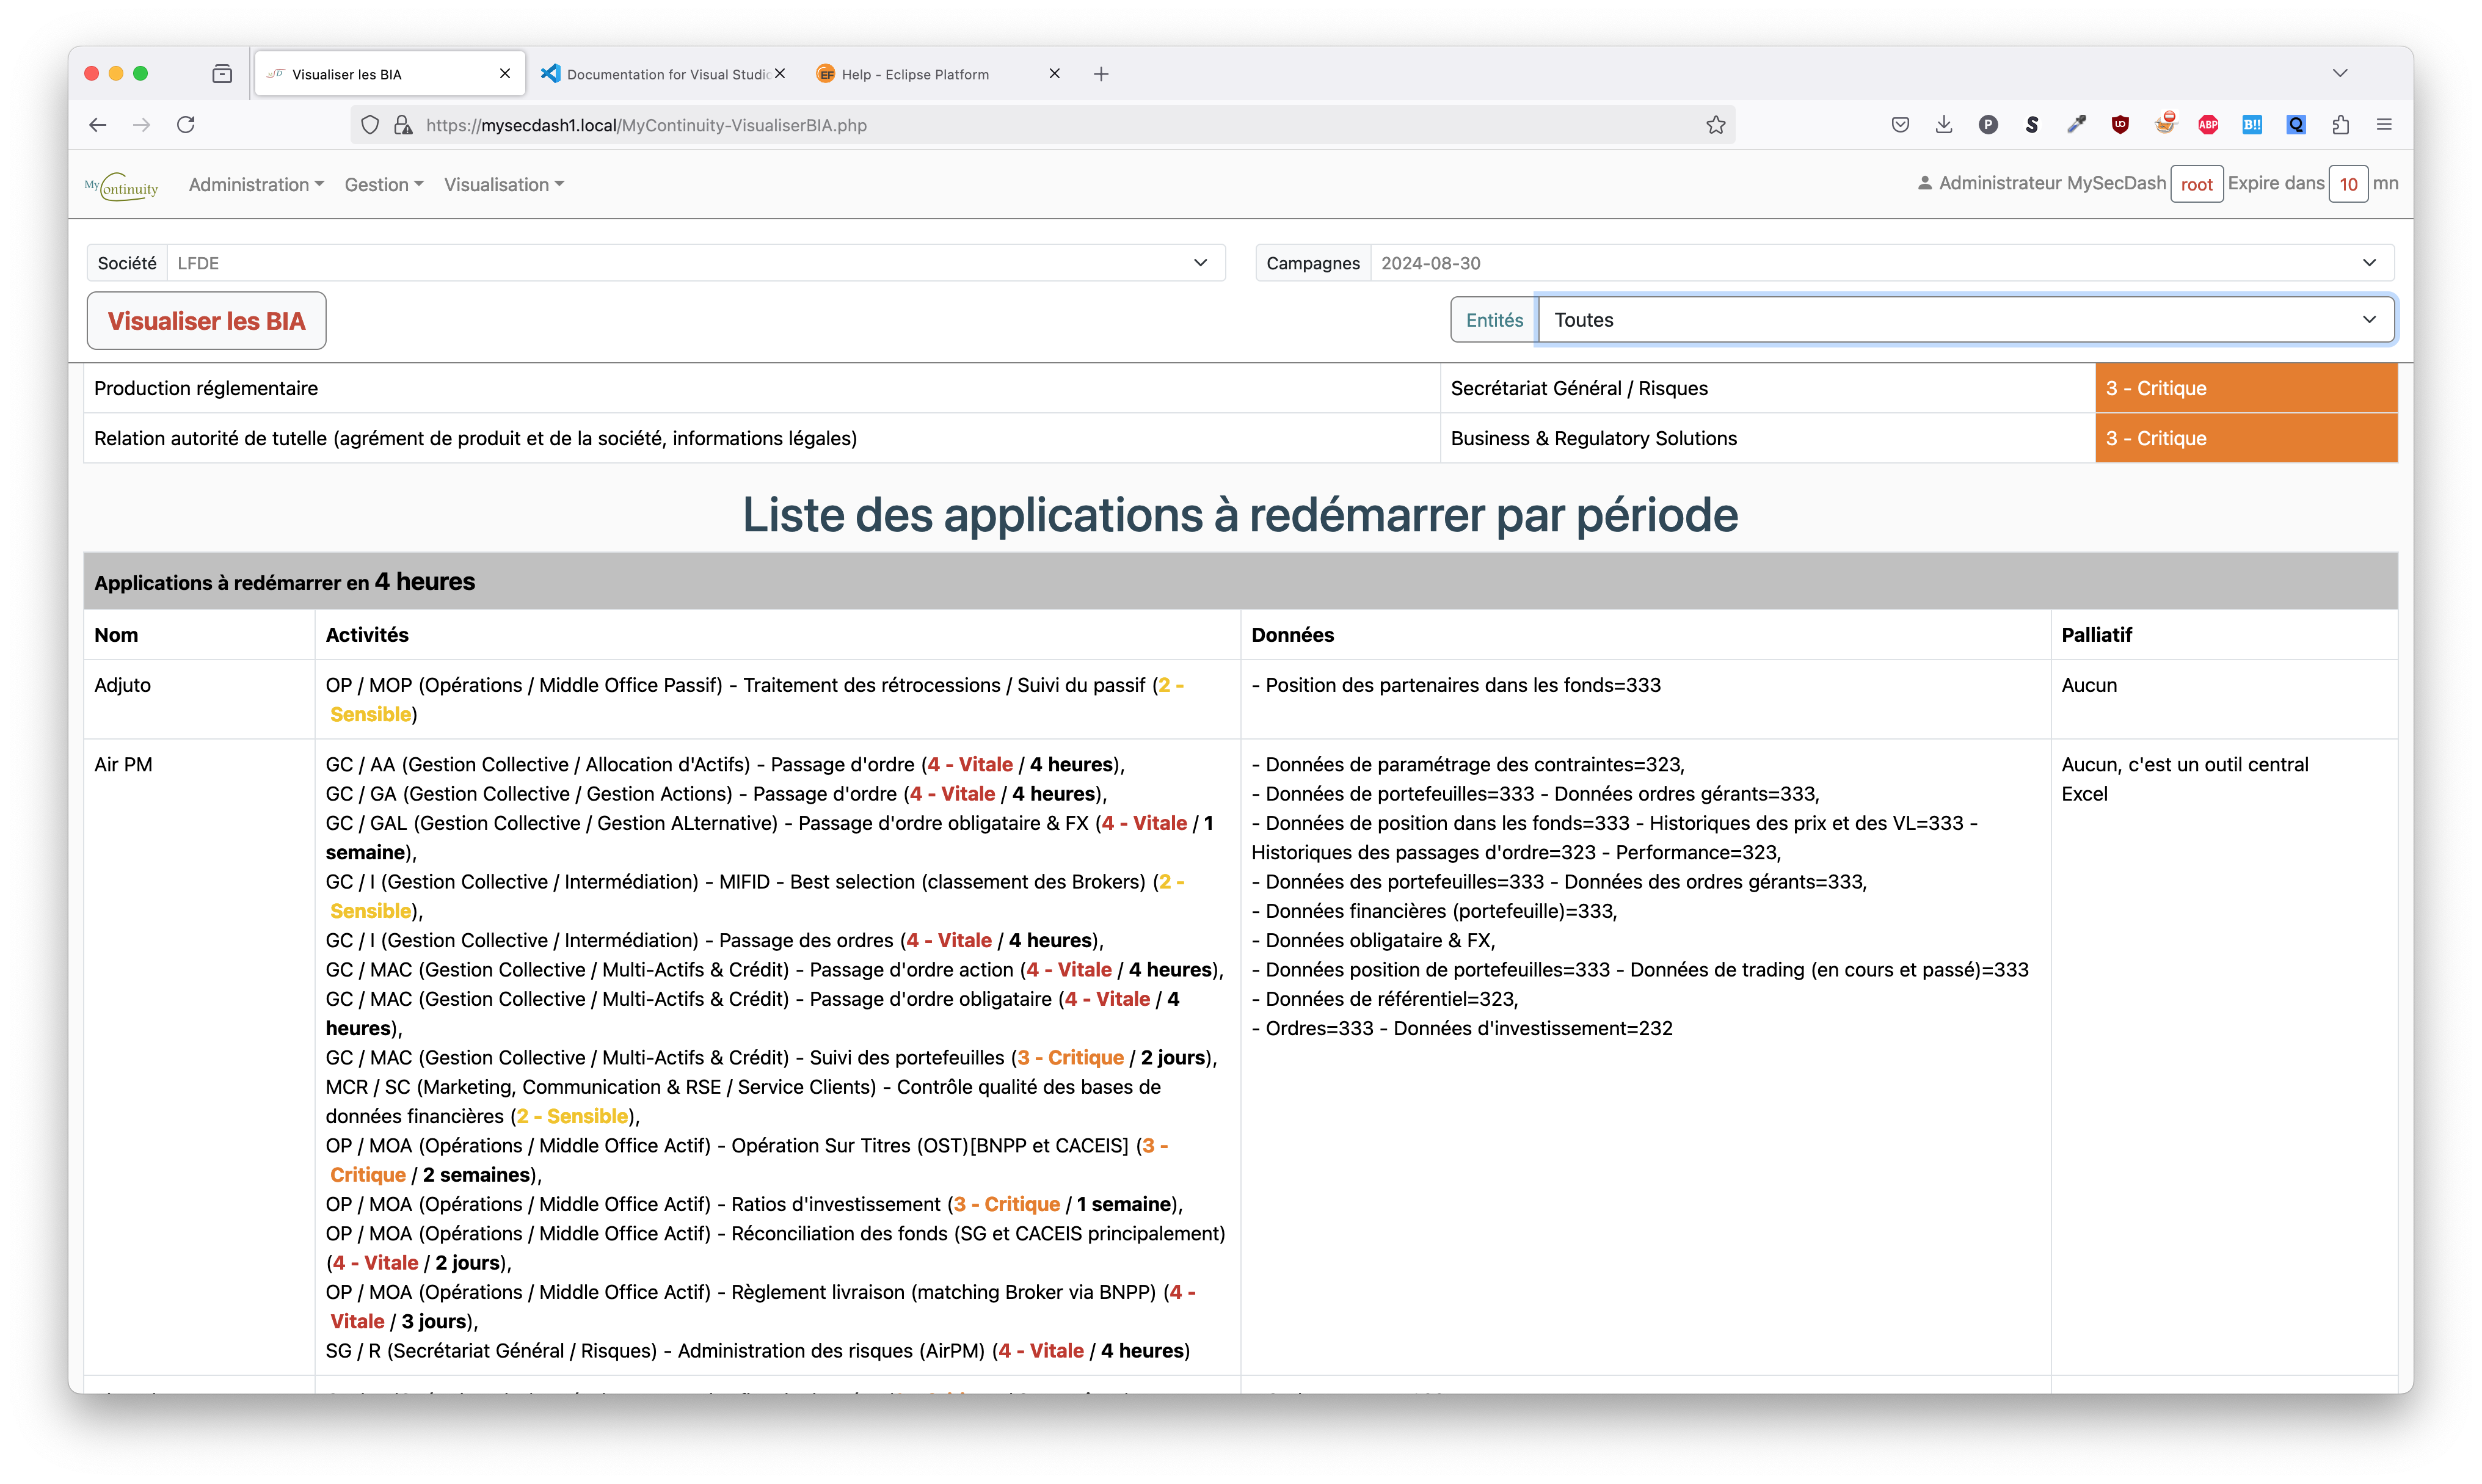 Visualiser les BIA
Documentation for Visual Studi
Help - Eclipse Platform
https://mysecdash1.local/MyContinuity-VisualiserBIA.php
My Continuity
Administration
Gestion
Visualisation
Administrateur MySecDash root Expire dans 10 mn
Société LFDE
Campagnes 2024-08-30
Visualiser les BIA
Entités Toutes
Production réglementaire
Secrétariat Général / Risques
3 - Critique
Relation autorité de tutelle (agrément de produit et de la société, informations légales)
Business & Regulatory Solutions
3 - Critique
Liste des applications à redémarrer par période
Applications à redémarrer en 4 heures
Nom
Activités
Données
Palliatif
Adjuto
OP / MOP (Opérations / Middle Office Passif) - Traitement des rétrocessions / Suivi du passif (2 -
Sensible)
- Position des partenaires dans les fonds=333
Aucun
Air PM
GC / AA (Gestion Collective / Allocation d'Actifs) - Passage d'ordre (4 - Vitale / 4 heures),
GC / GA (Gestion Collective / Gestion Actions) - Passage d'ordre (4 - Vitale / 4 heures),
GC / GAL (Gestion Collective / Gestion ALternative) - Passage d'ordre obligataire & FX (4 - Vitale / 1
semaine),
GC / I (Gestion Collective / Intermédiation) - MIFID - Best selection (classement des Brokers) (2 -
Sensible),
GC / I (Gestion Collective / Intermédiation) - Passage des ordres (4 - Vitale / 4 heures),
GC / MAC (Gestion Collective / Multi-Actifs & Crédit) - Passage d'ordre action (4 - Vitale / 4 heures),
GC / MAC (Gestion Collective / Multi-Actifs & Crédit) - Passage d'ordre obligataire (4 - Vitale / 4
heures),
GC / MAC (Gestion Collective / Multi-Actifs & Crédit) - Suivi des portefeuilles (3 - Critique / 2 jours),
MCR / SC (Marketing, Communication & RSE / Service Clients) - Contrôle qualité des bases de
données financières (2 - Sensible),
OP / MOA (Opérations / Middle Office Actif) - Opération Sur Titres (OST)[BNPP et CACEIS] (3 -
Critique / 2 semaines),
OP / MOA (Opérations / Middle Office Actif) - Ratios d'investissement (3 - Critique / 1 semaine),
OP / MOA (Opérations / Middle Office Actif) - Réconciliation des fonds (SG et CACEIS principalement)
(4 - Vitale / 2 jours),
OP / MOA (Opérations / Middle Office Actif) - Règlement livraison (matching Broker via BNPP) (4 -
Vitale / 3 jours),
SG / R (Secrétariat Général / Risques) - Administration des risques (AirPM) (4 - Vitale / 4 heures)
- Données de paramétrage des contraintes=323,
- Données de portefeuilles=333 - Données ordres gérants=333,
- Données de position dans les fonds=333 - Historiques des prix et des VL=333 -
Historiques des passages d'ordre=323 - Performance=323,
- Données des portefeuilles=333 - Données des ordres gérants=333,
- Données financières (portefeuille)=333,
- Données obligataire & FX,
- Données position de portefeuilles=333 - Données de trading (en cours et passé)=333
- Données de référentiel=323,
- Ordres=333 - Données d'investissement=232
Aucun, c'est un outil central
Excel